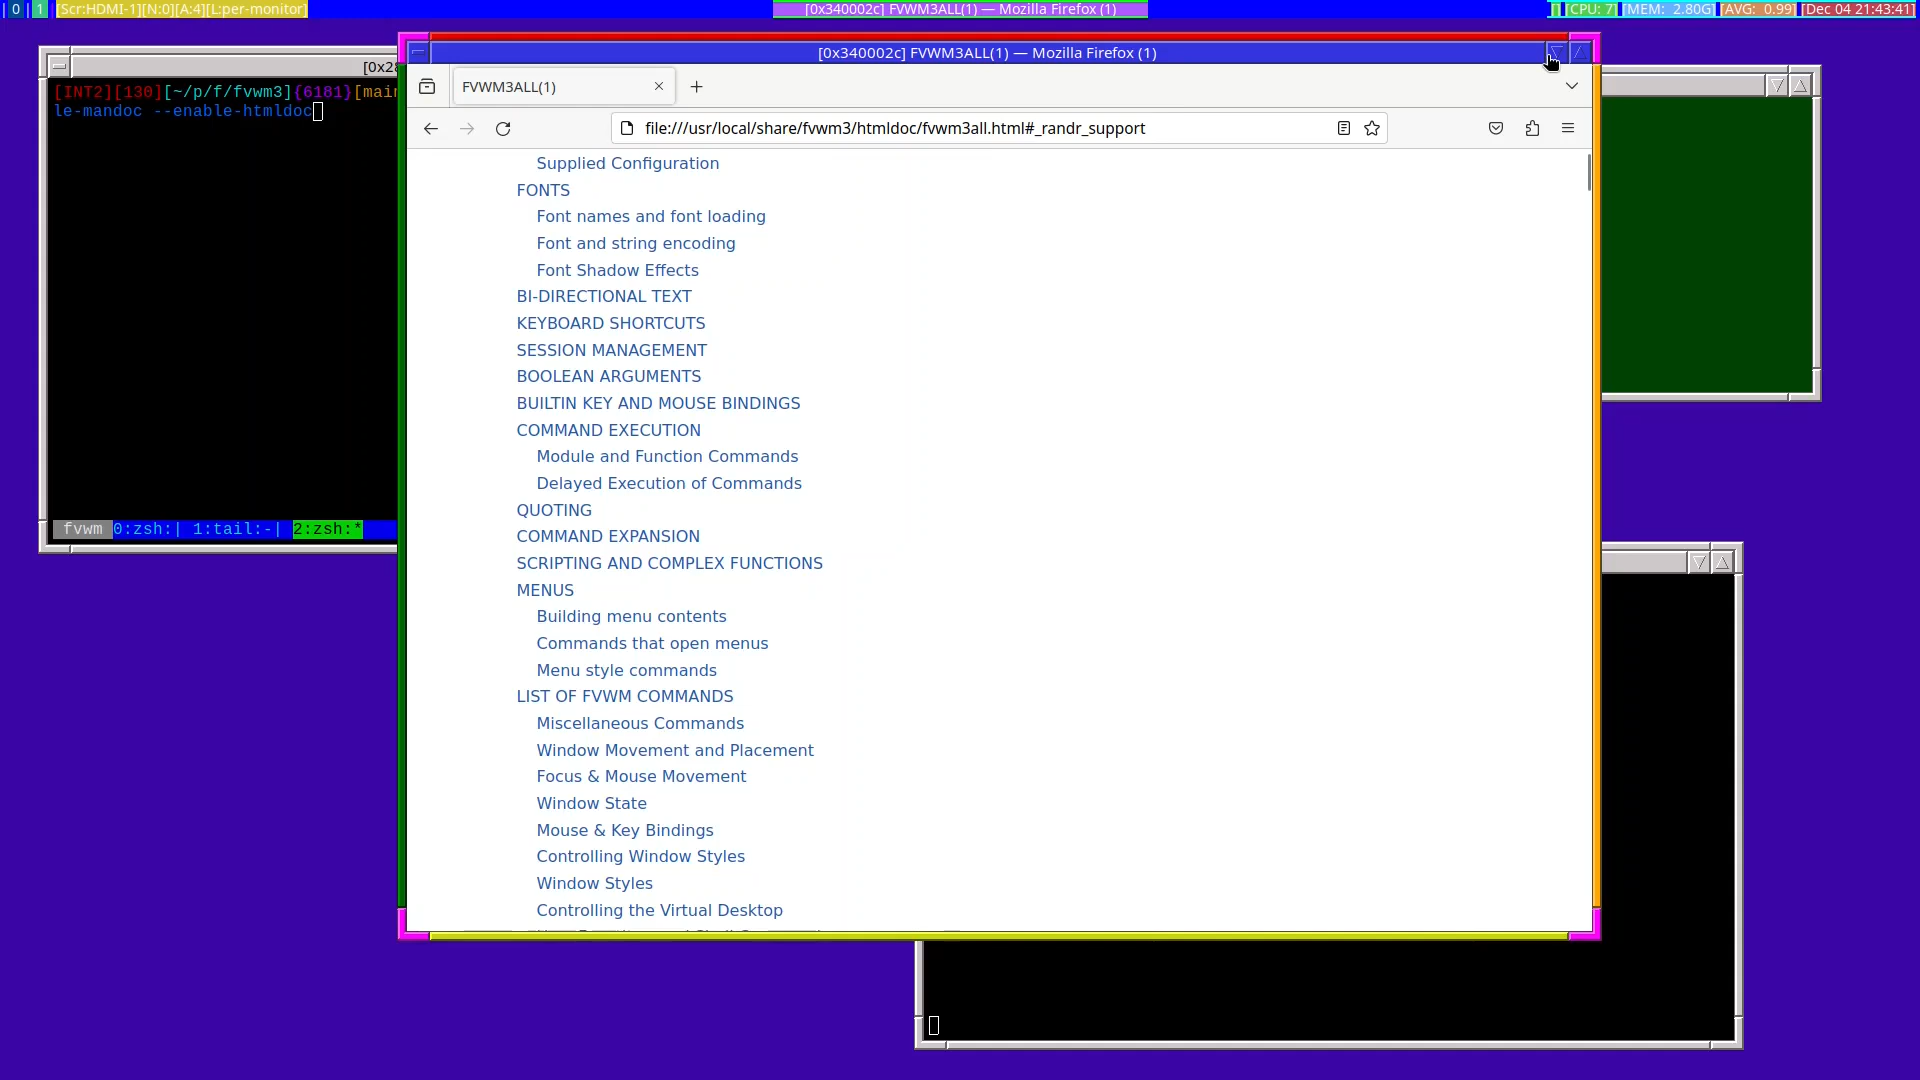 | 0 | 1 [Scr:HDMI-1][N:0][A:4][L:per-monitor] [0x340002c] FVWM3ALL(1) — Mozilla Firefox (1) [CPU: 7] [MEM: 2.80G] [AVG: 0.99] [Dec 04 21:43:41]
[0x340002c] FVWM3ALL(1) — Mozilla Firefox (1)
[0x28
FVWM3ALL(1)
[INT2][130][~/p/f/fvwm3]{6181}[main
le-mandoc --enable-htmldoc
file:///usr/local/share/fvwm3/htmldoc/fvwm3all.html#_randr_support
Supplied Configuration
FONTS
Font names and font loading
Font and string encoding
Font Shadow Effects
BI-DIRECTIONAL TEXT
KEYBOARD SHORTCUTS
SESSION MANAGEMENT
BOOLEAN ARGUMENTS
BUILTIN KEY AND MOUSE BINDINGS
COMMAND EXECUTION
Module and Function Commands
Delayed Execution of Commands
QUOTING
COMMAND EXPANSION
SCRIPTING AND COMPLEX FUNCTIONS
MENUS
Building menu contents
Commands that open menus
Menu style commands
LIST OF FVWM COMMANDS
Miscellaneous Commands
Window Movement and Placement
Focus & Mouse Movement
Window State
Mouse & Key Bindings
Controlling Window Styles
Window Styles
Controlling the Virtual Desktop
fvwm 0:zsh:| 1:tail:-| 2:zsh:*